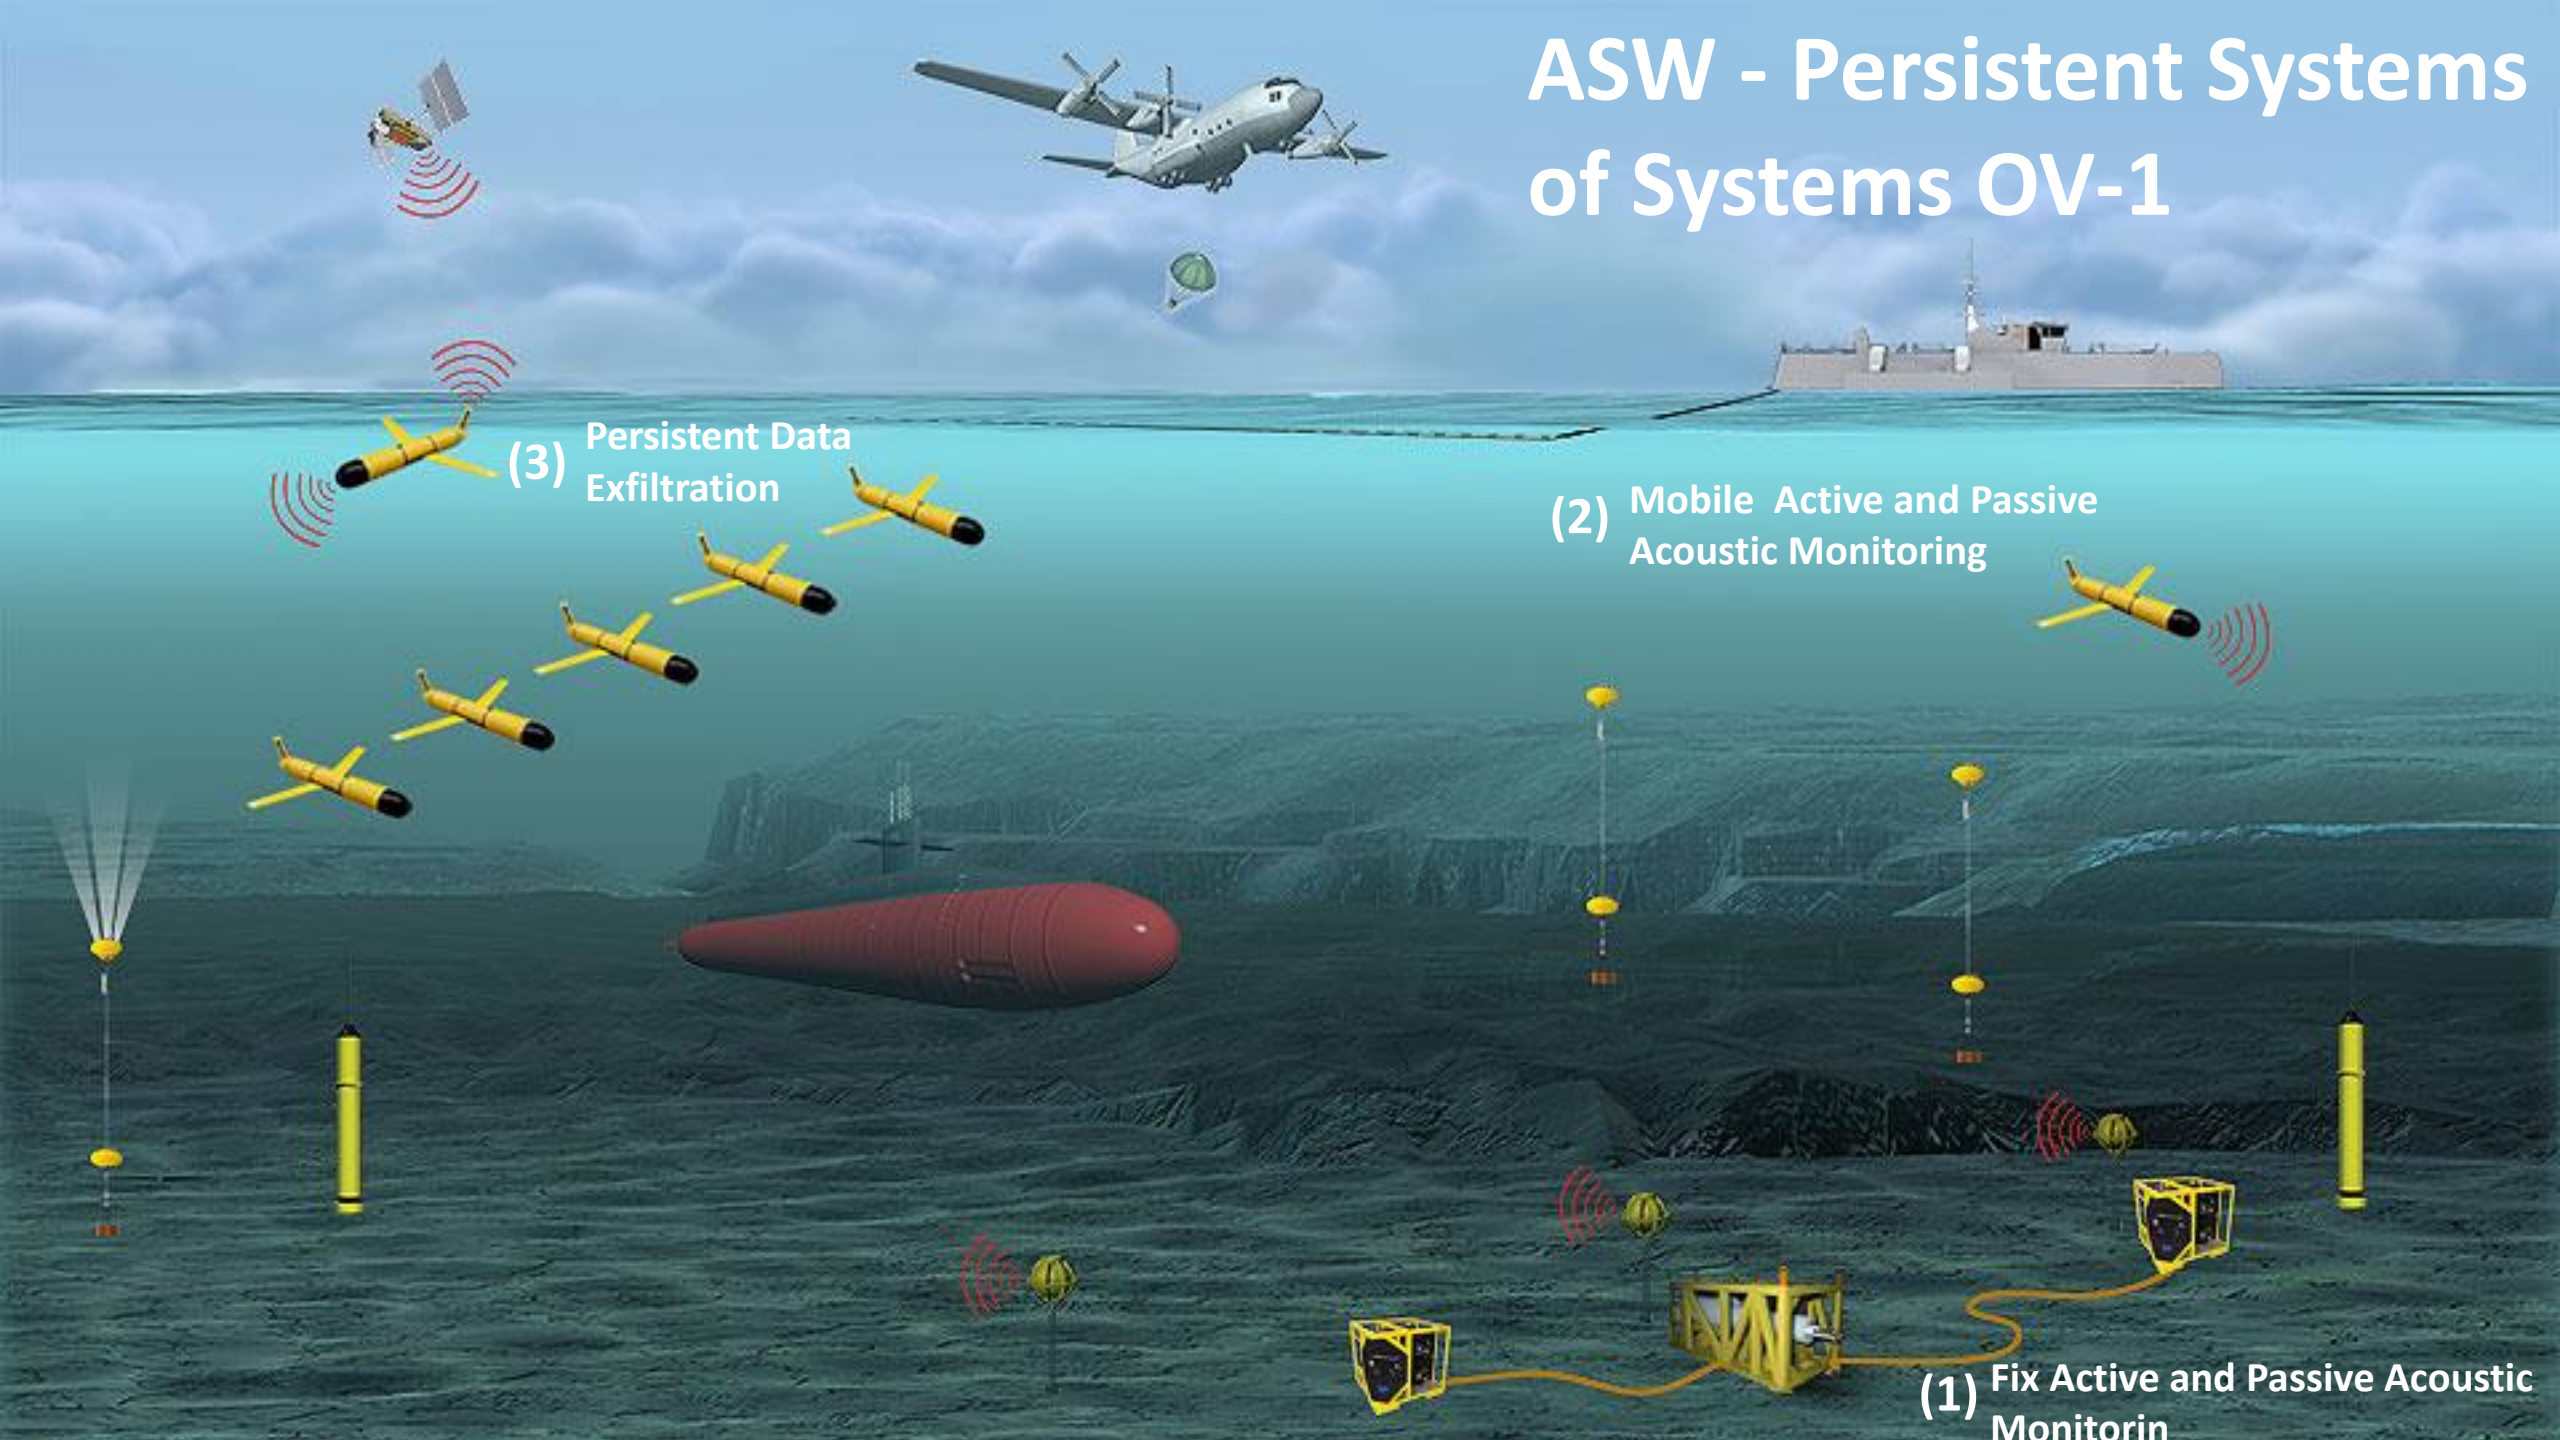 ASW - Persistent Systems
of Systems OV-1
(3) Persistent Data
Exfiltration
(2) Mobile Active and Passive
Acoustic Monitoring
(1) Fix Active and Passive Acoustic
Monitorin